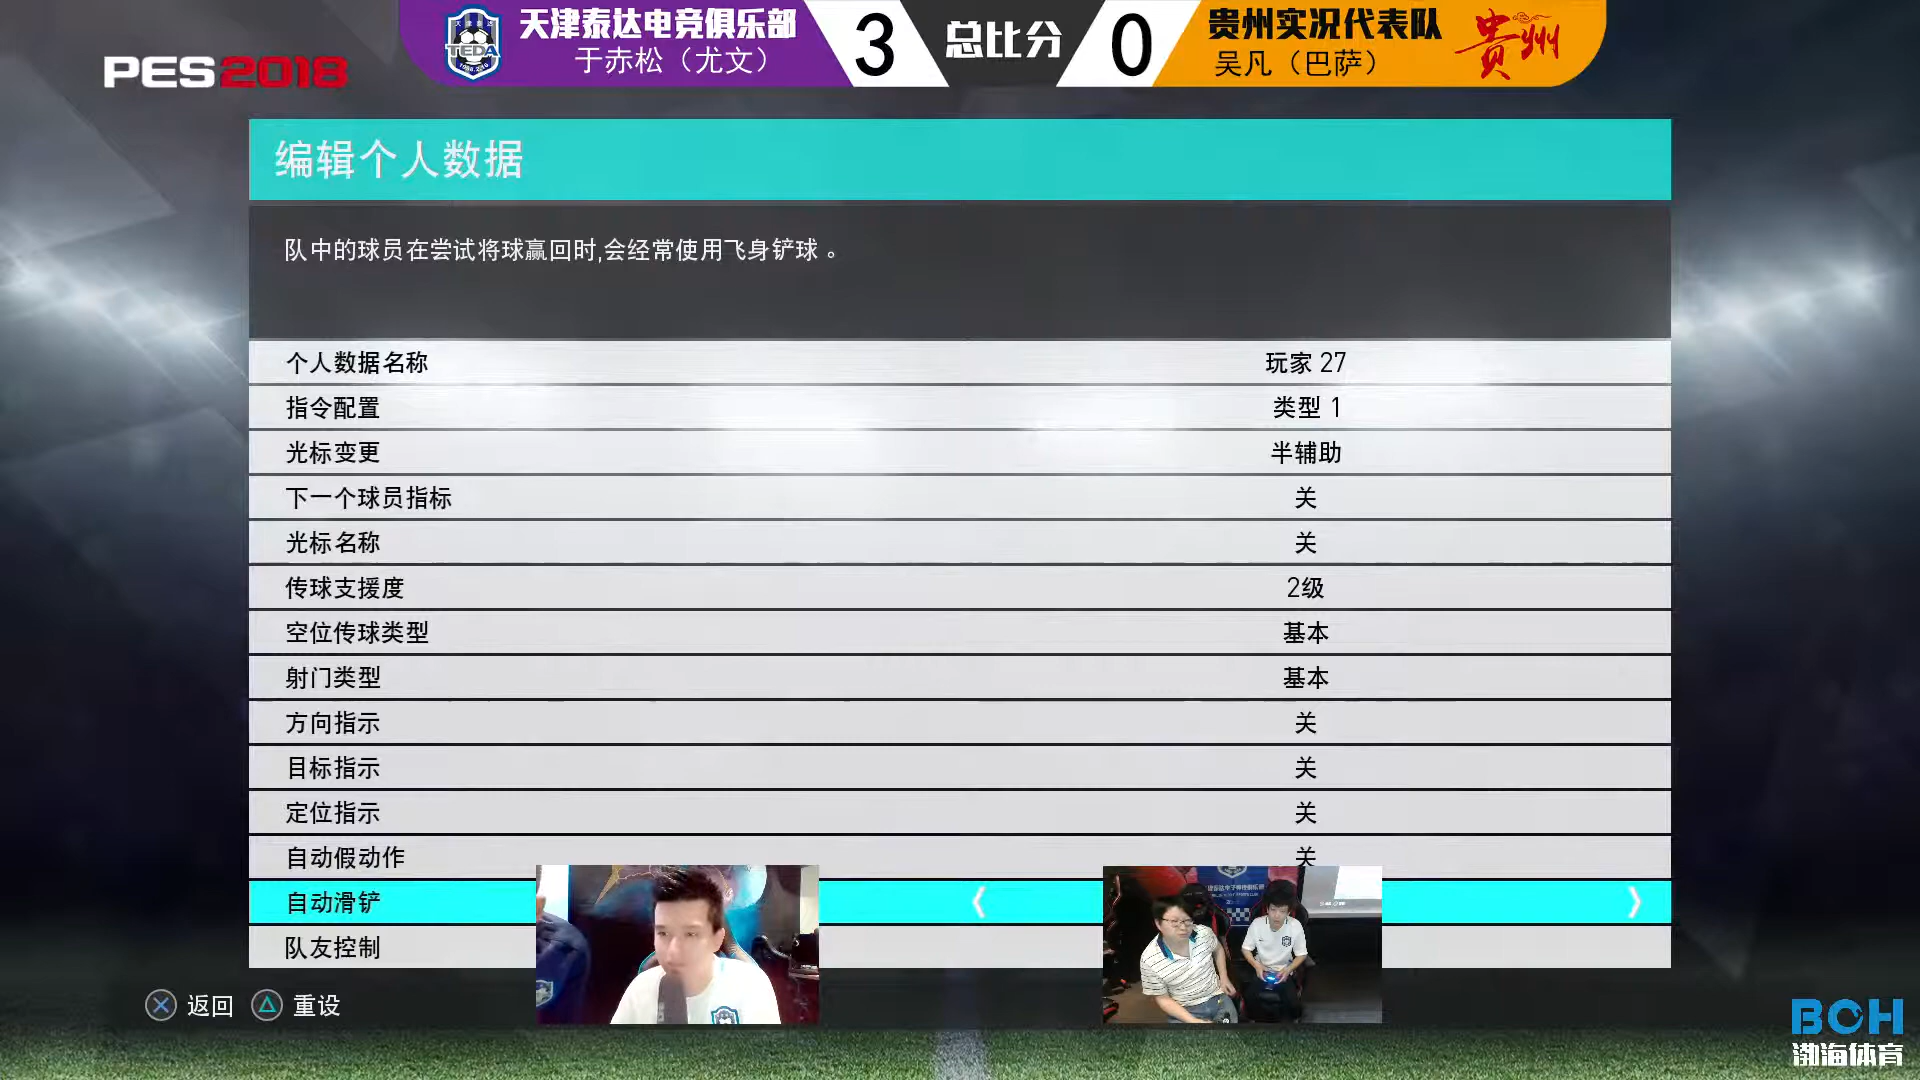 天津泰达电竞俱乐部
于赤松（尤文）
3
总比分
0
贵州实况代表队
吴凡（巴萨）
贵州
TEDA
PES2018
编辑个人数据
队中的球员在尝试将球赢回时,会经常使用飞身铲球。
个人数据名称 玩家 27
指令配置 类型 1
光标变更 半辅助
下一个球员指标 关
光标名称 关
传球支援度 2级
空位传球类型 基本
射门类型 基本
方向指示 关
目标指示 关
定位指示 关
自动假动作 关
自动滑铲
队友控制
返回 重设
BOH
渤海体育